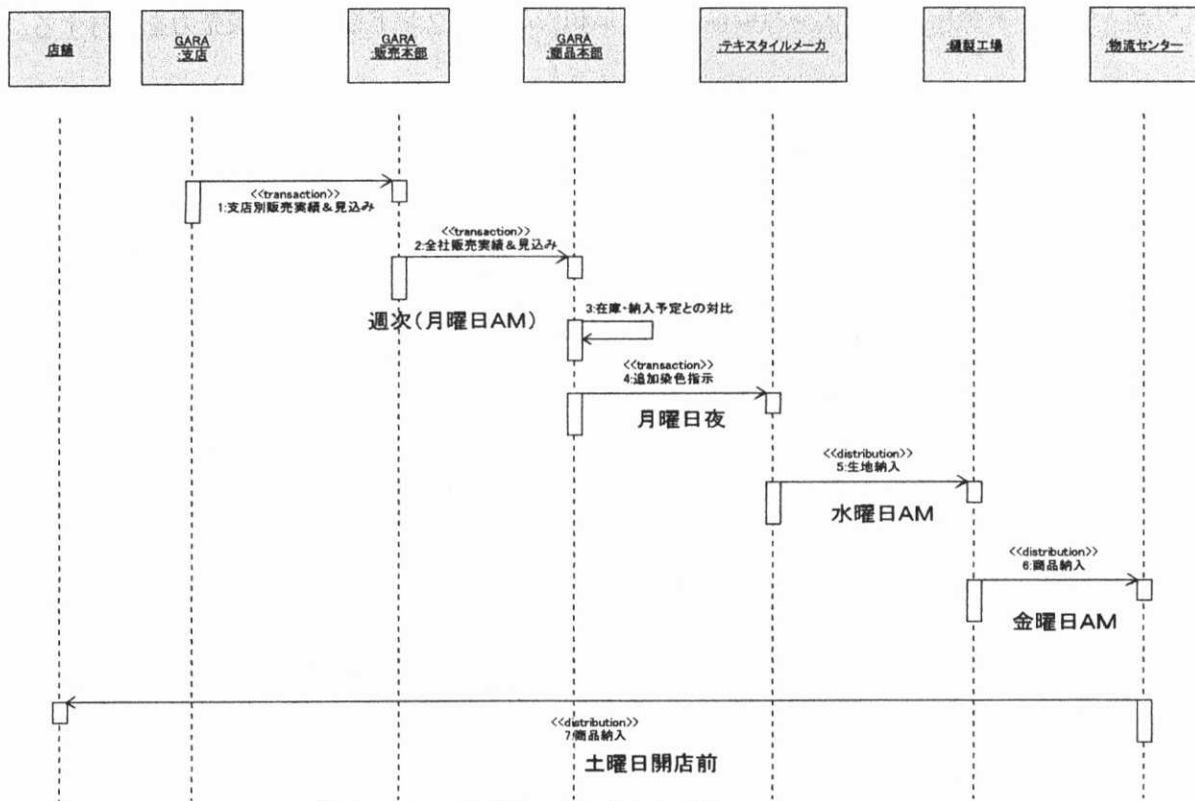 店舗
GARA
:支店
GARA
:販売本部
GARA
:商品本部
:テキスタイルメーカ
:縫製工場
:物流センター
<<transaction>>
1:支店別販売実績&見込み
<<transaction>>
2:全社販売実績&見込み
週次(月曜日AM)
3:在庫・納入予定との対比
<<transaction>>
4:追加染色指示
月曜日夜
<<distribution>>
5:生地納入
水曜日AM
<<distribution>>
6:商品納入
金曜日AM
<<distribution>>
7:商品納入
土曜日開店前